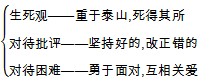 生死观——重于泰山,死得其所
对待批评——坚持好的,改正错的
对待困难——勇于面对,互相关爱